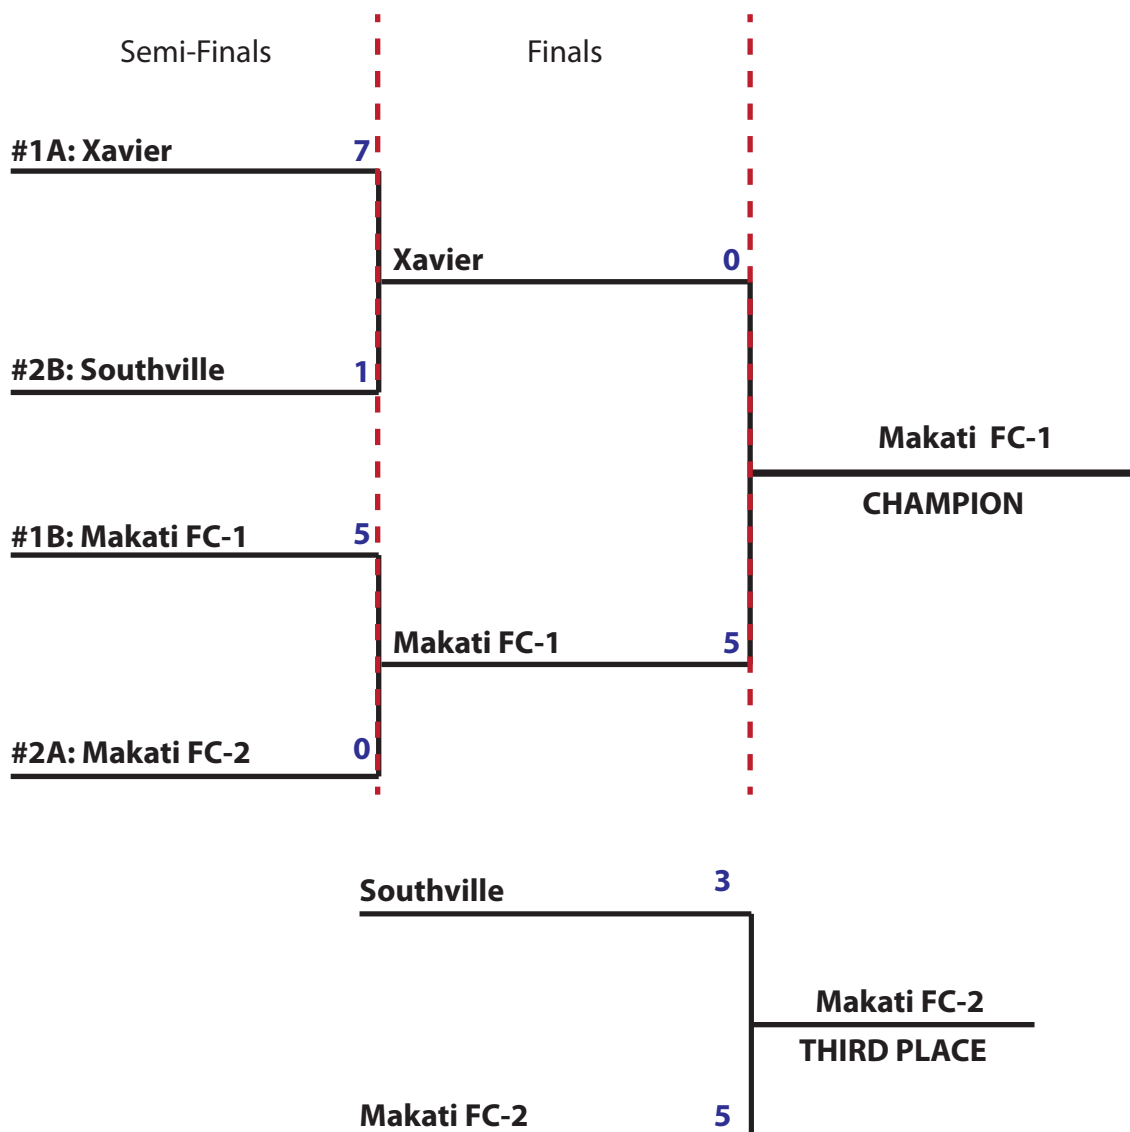 Semi-Finals
Finals
#1A: Xavier 7
Xavier 0
#2B: Southville 1
Makati FC-1
CHAMPION
#1B: Makati FC-1 5
Makati FC-1 5
#2A: Makati FC-2 0
Southville 3
Makati FC-2
THIRD PLACE
Makati FC-2 5